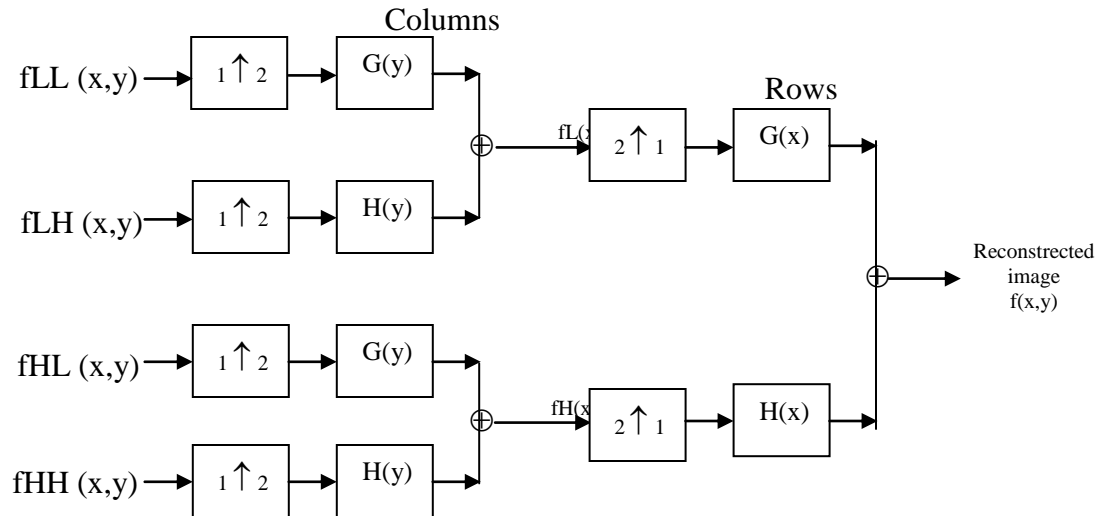 Columns
fLL (x,y)
1 ↑ 2
G(y)
Rows
fL(x
2 ↑ 1
G(x)
fLH (x,y)
1 ↑ 2
H(y)
Reconstrected
image
f(x,y)
fHL (x,y)
1 ↑ 2
G(y)
fH(x
2 ↑ 1
H(x)
fHH (x,y)
1 ↑ 2
H(y)